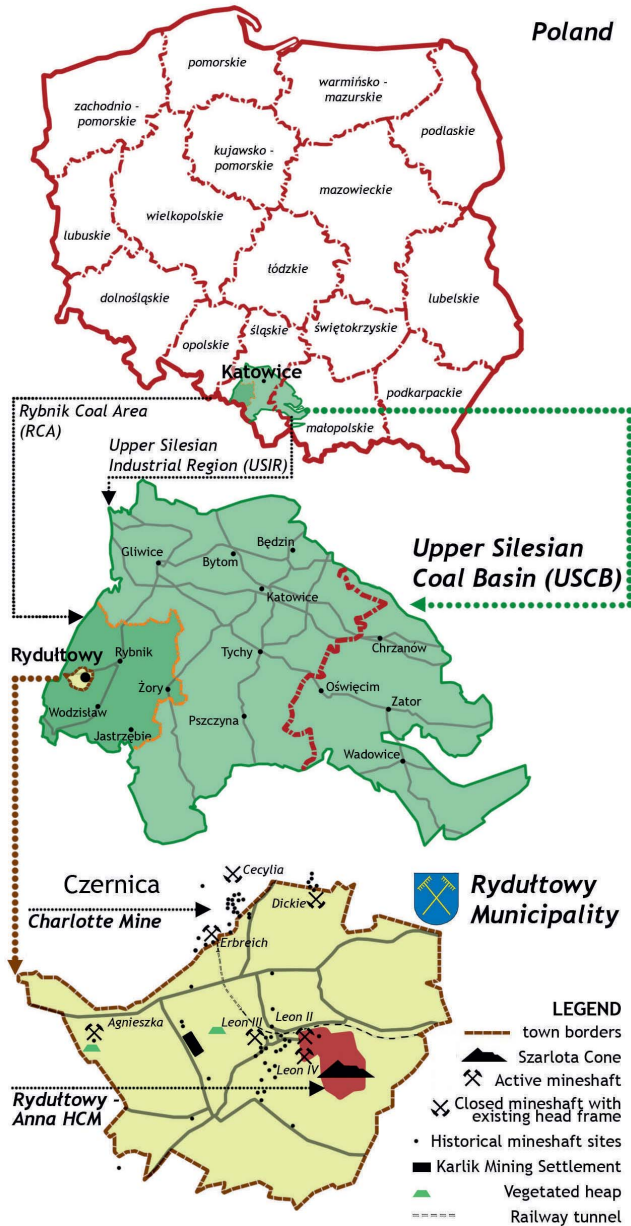 Poland
pomorskie
warmińsko -
mazurskie
zachodnio -
pomorskie
podlaskie
kujawsko -
pomorskie
mazowieckie
wielkopolskie
lubuskie
łódzkie
dolnośląskie
lubelskie
opolskie
śląskie
świętokrzyskie
Katowice
podkarpackie
małopolskie
Rybnik Coal Area
(RCA)
Upper Silesian
Industrial Region (USIR)
Upper Silesian
Coal Basin (USCB)
Gliwice
Bytom
Będzin
Katowice
Chrzanów
Rydułtowy
Rybnik
Tychy
Żory
Oświęcim
Zator
Wodzisław
Pszczyna
Jastrzębie
Wadowice
Czernica
Cecylia
Dickie
Charlotte Mine
Erbreich
Rydułtowy
Municipality
Agnieszka
Leon III
Leon II
Leon IV
Rydułtowy -
Anna HCM
LEGEND
town borders
Szarlota Cone
Active mineshaft
Closed mineshaft with
existing head frame
Historical mineshaft sites
Karlik Mining Settlement
Vegetated heap
Railway tunnel